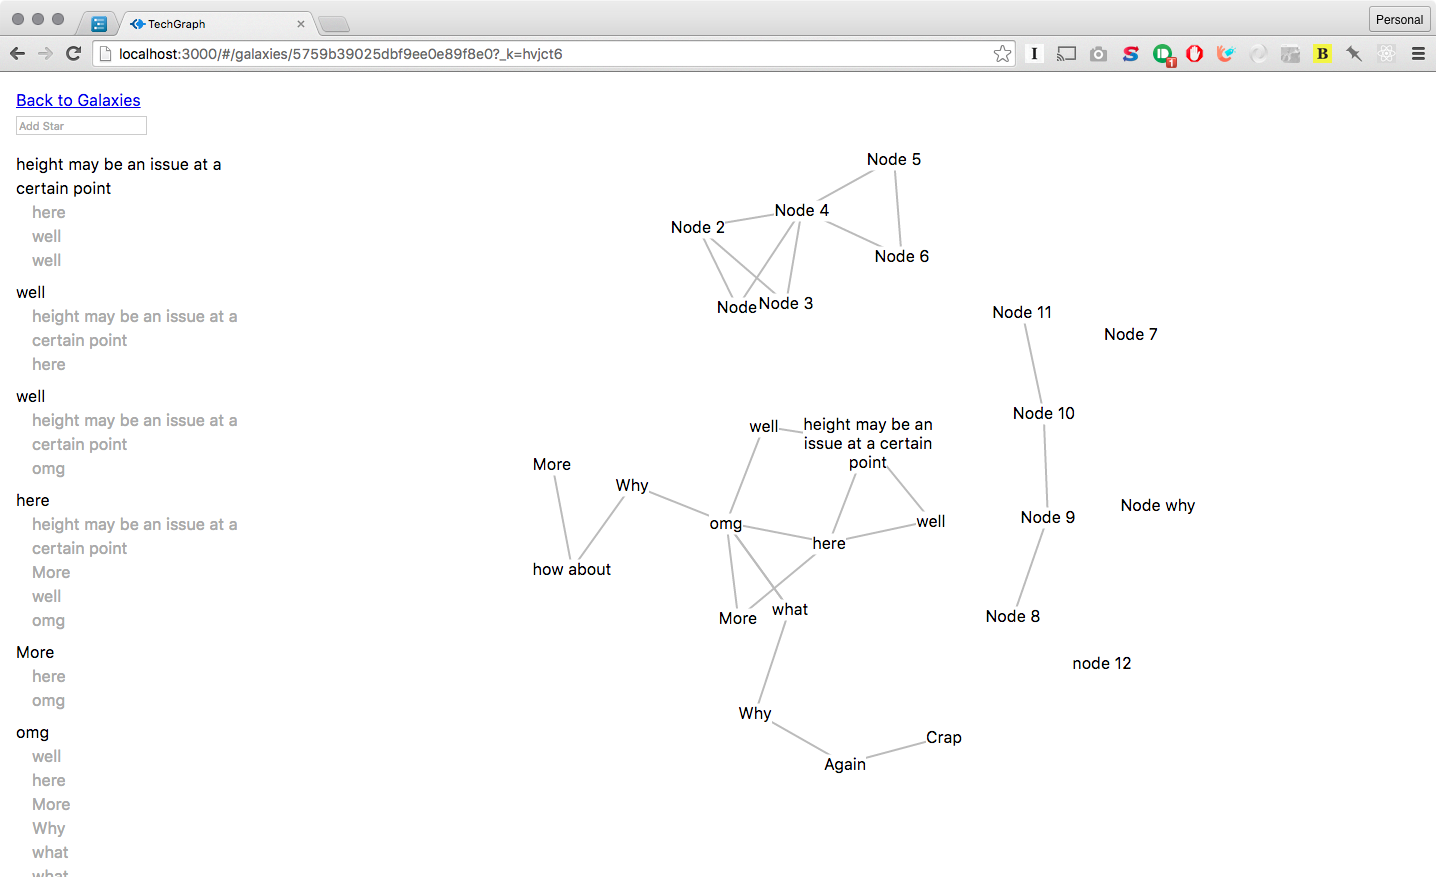 TechGraph
Personal
localhost:3000/#/galaxies/5759b39025dbf9ee0e89f8e0?_k=hvjct6
I
S
1
B
Back to Galaxies
Add Star
height may be an issue at a
certain point
here
well
well
well
height may be an issue at a
certain point
here
well
height may be an issue at a
certain point
omg
here
height may be an issue at a
certain point
More
well
omg
More
here
omg
omg
well
here
More
Why
what
what
Node 5
Node 4
Node 2
Node 6
Node
Node 3
Node 11
Node 7
Node 10
well
height may be an
issue at a certain
point
More
Why
Node why
Node 9
omg
well
here
how about
what
More
Node 8
node 12
Why
Crap
Again